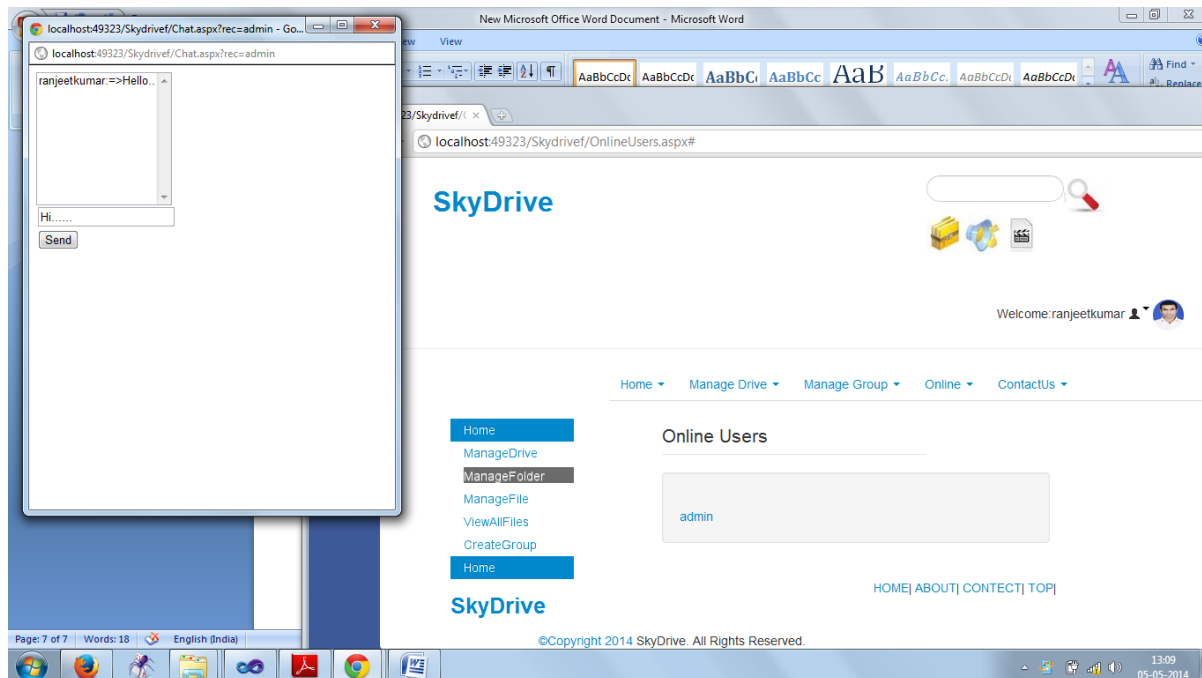 localhost:49323/Skydrivef/Chat.aspx?rec=admin - Go...
localhost:49323/Skydrivef/Chat.aspx?rec=admin
ranjeetkumar:=>Hello..
Hi......
Send
New Microsoft Office Word Document - Microsoft Word
ew View
AaBbCcDc AaBbCcDc AaBbC AaBbCc AaB AaBbCc. AaBbCcDi AaBbCcDi
Find
Replace
23/Skydrivef/
localhost:49323/Skydrivef/OnlineUsers.aspx#
SkyDrive
Welcome:ranjeetkumar
Home Manage Drive Manage Group Online ContactUs
Home
ManageDrive
ManageFolder
ManageFile
ViewAllFiles
CreateGroup
Home
Online Users
admin
HOME| ABOUT| CONTECT| TOP|
SkyDrive
©Copyright 2014 SkyDrive. All Rights Reserved.
Page: 7 of 7 Words: 18 English (India)
13:09
05-05-2014